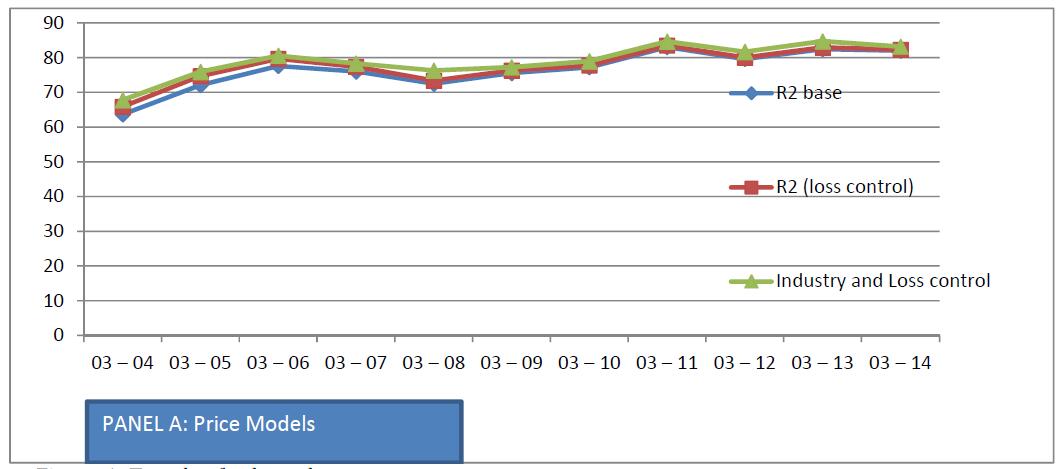 90
80
70
60
50
40
30
20
10
0
R2 base
R2 (loss control)
Industry and Loss control
03 – 04 03 – 05 03 – 06 03 – 07 03 – 08 03 – 09 03 – 10 03 – 11 03 – 12 03 – 13 03 – 14
PANEL A: Price Models